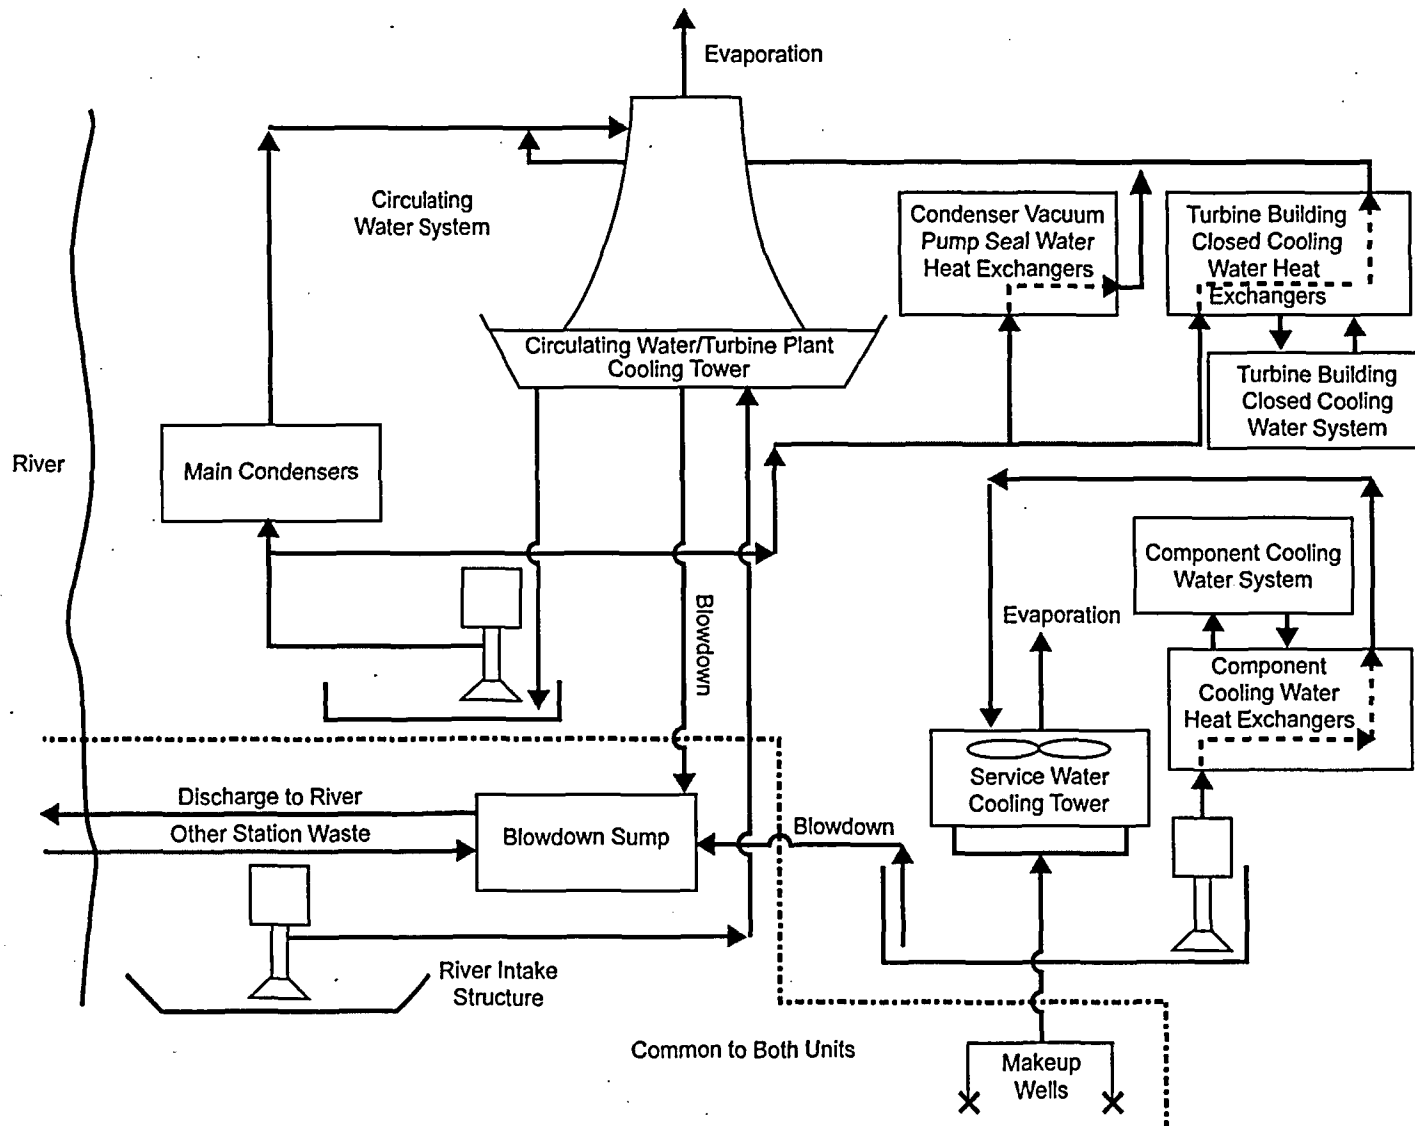 Evaporation
Circulating
Water System
Condenser Vacuum
Pump Seal Water
Heat Exchangers
Turbine Building
Closed Cooling
Water Heat
Exchangers
Circulating Water/Turbine Plant
Cooling Tower
Turbine Building
Closed Cooling
Water System
River
Main Condensers
Component Cooling
Water System
Blowdown
Evaporation
Component
Cooling Water
Heat Exchangers
Service Water
Cooling Tower
Discharge to River
Other Station Waste
Blowdown Sump
Blowdown
River Intake
Structure
Common to Both Units
Makeup
Wells